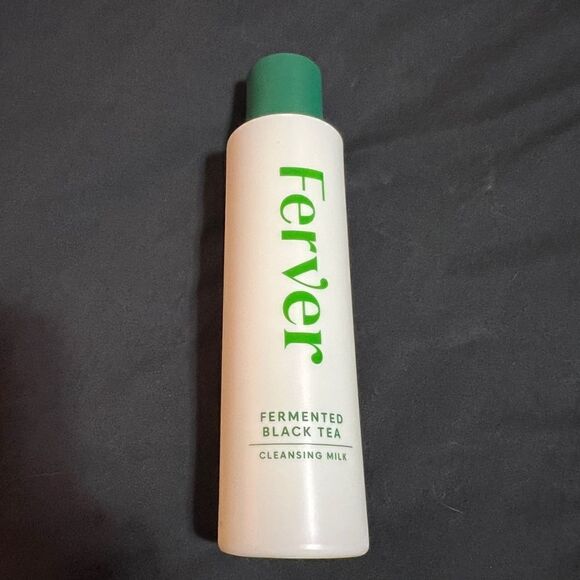 Ferver
FERMENTED
BLACK TEA
CLEANSING MILK